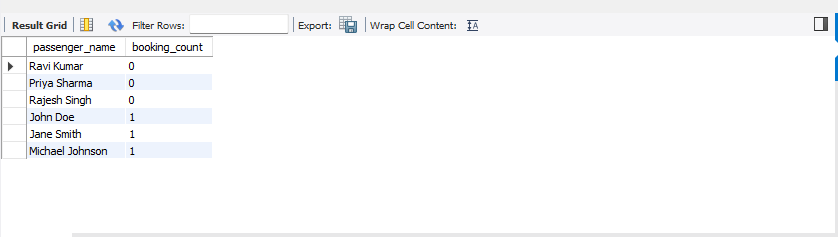 Result Grid Filter Rows: Export: Wrap Cell Content:
passenger_name booking_count
Ravi Kumar 0
Priya Sharma 0
Rajesh Singh 0
John Doe 1
Jane Smith 1
Michael Johnson 1